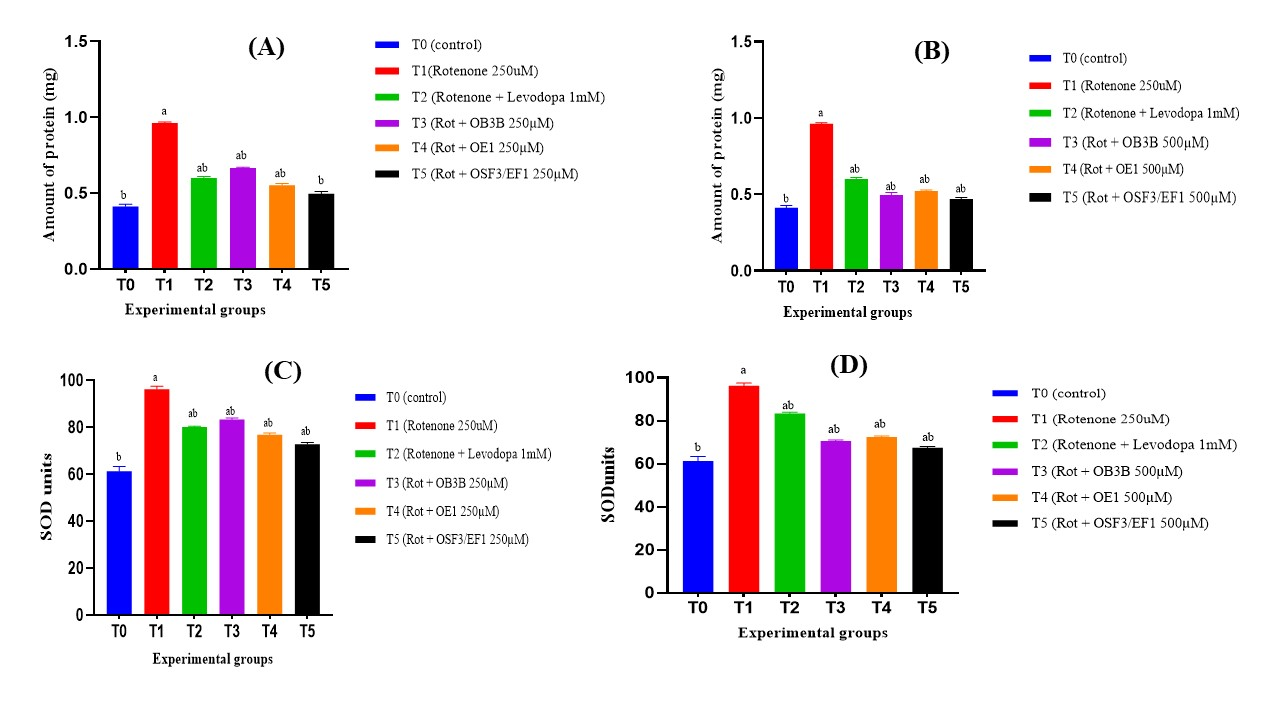 (A)
1.5
1.0
0.5
0.0
Amount of protein (mg)
b
a
ab
ab
ab
b
T0 T1 T2 T3 T4 T5
Experimental groups
T0 (control)
T1(Rotenone 250uM)
T2 (Rotenone + Levodopa 1mM)
T3 (Rot + OB3B 250µM)
T4 (Rot + OE1 250µM)
T5 (Rot + OSF3/EF1 250µM)
(B)
1.5
1.0
0.5
0.0
Amount of protein (mg)
b
a
ab
ab
ab
ab
T0 T1 T2 T3 T4 T5
Experimental groups
T0 (control)
T1 (Rotenone 250uM)
T2 (Rotenone + Levodopa 1mM)
T3 (Rot + OB3B 500µM)
T4 (Rot + OE1 500µM)
T5 (Rot + OSF3/EF1 500µM)
(C)
100
80
60
40
20
0
SOD units
b
a
ab
ab
ab
ab
T0 T1 T2 T3 T4 T5
Experimental groups
T0 (control)
T1 (Rotenone 250uM)
T2 (Rotenone + Levodopa 1mM)
T3 (Rot + OB3B 250µM)
T4 (Rot + OE1 250µM)
T5 (Rot + OSF3/EF1 250µM)
(D)
100
80
60
40
20
0
SODunits
b
a
ab
ab
ab
ab
T0 T1 T2 T3 T4 T5
Experimental groups
T0 (control)
T1 (Rotenone 250uM)
T2 (Rotenone + Levodopa 1mM)
T3 (Rot + OB3B 500µM)
T4 (Rot + OE1 500µM)
T5 (Rot + OSF3/EF1 500µM)